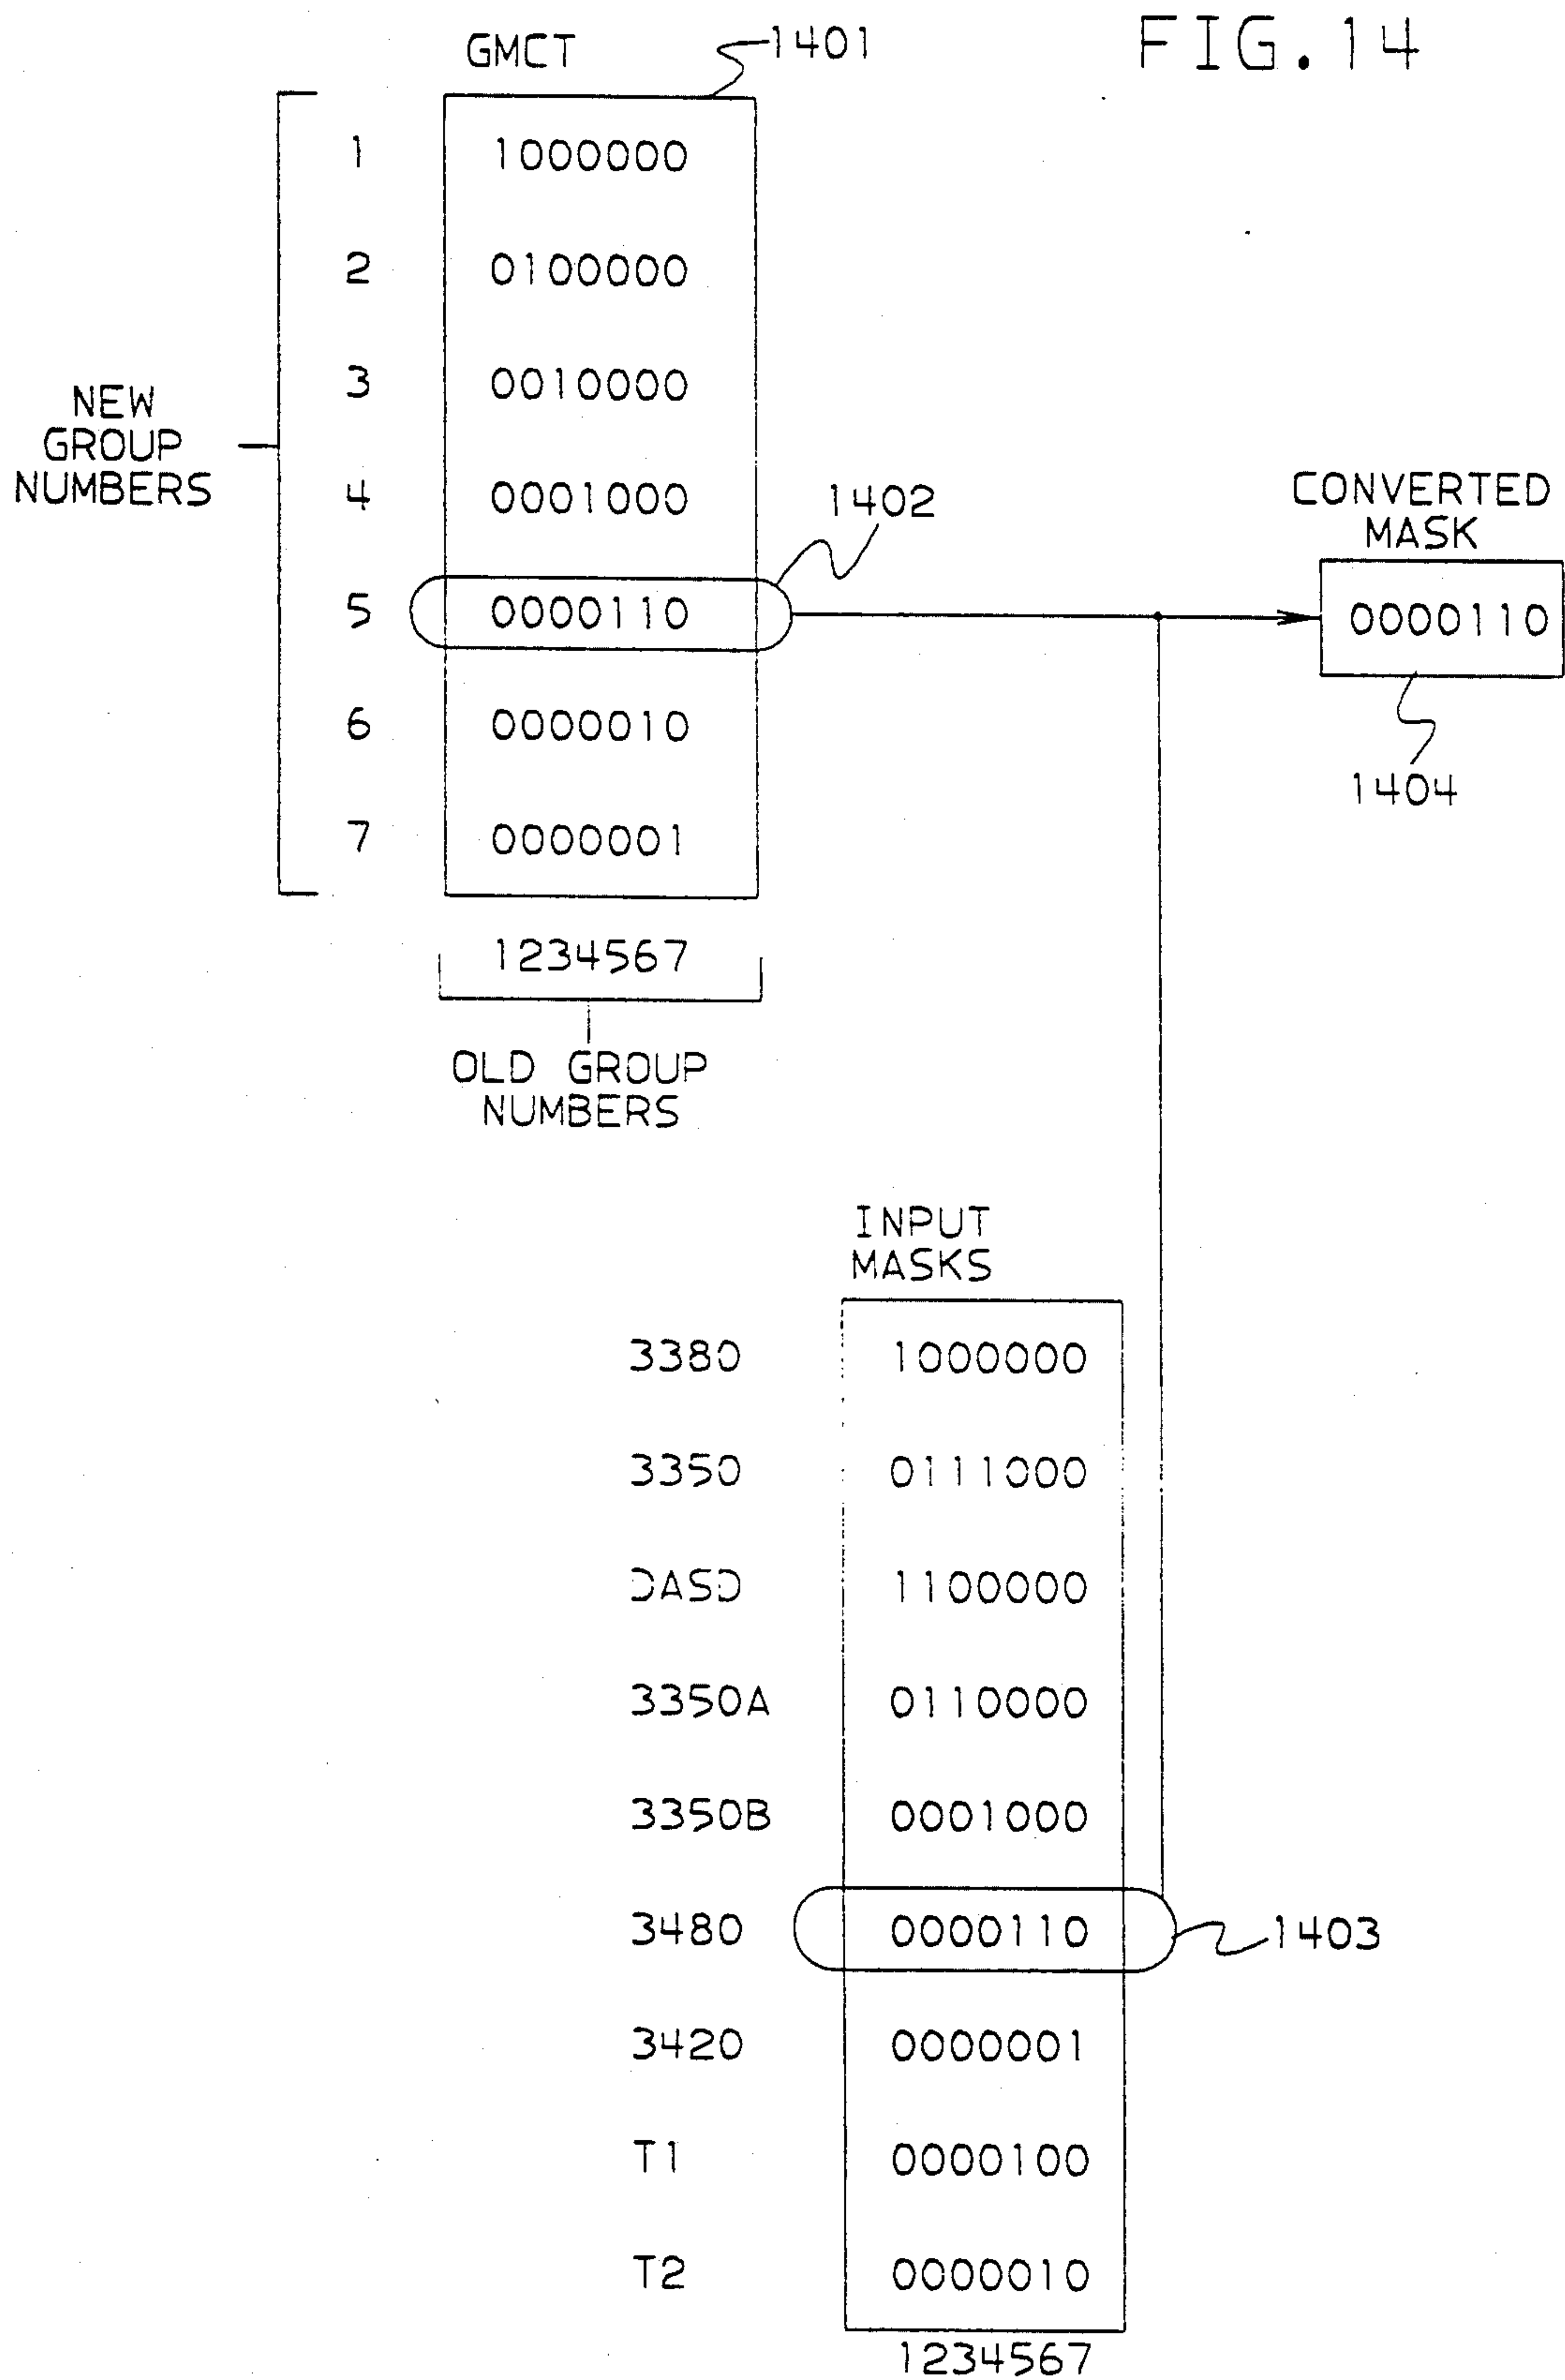 FIG. 14
GMCT
1401
1 1000000
2 0100000
3 0010000
4 0001000
5 0000110
6 0000010
7 0000001
NEW
GROUP
NUMBERS
1402
CONVERTED
MASK
0000110
1404
1234567
OLD GROUP
NUMBERS
INPUT
MASKS
3380 1000000
3350 0111000
DASD 1100000
3350A 0110000
3350B 0001000
3480 0000110
1403
3420 0000001
T1 0000100
T2 0000010
1234567